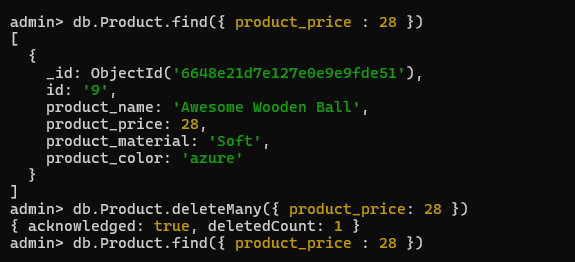 admin> db.Product.find({ product_price : 28 })
[
  {
    _id: ObjectId('6648e21d7e127e0e9e9fde51'),
    id: '9',
    product_name: 'Awesome Wooden Ball',
    product_price: 28,
    product_material: 'Soft',
    product_color: 'azure'
  }
]
admin> db.Product.deleteMany({ product_price: 28 })
{ acknowledged: true, deletedCount: 1 }
admin> db.Product.find({ product_price : 28 })